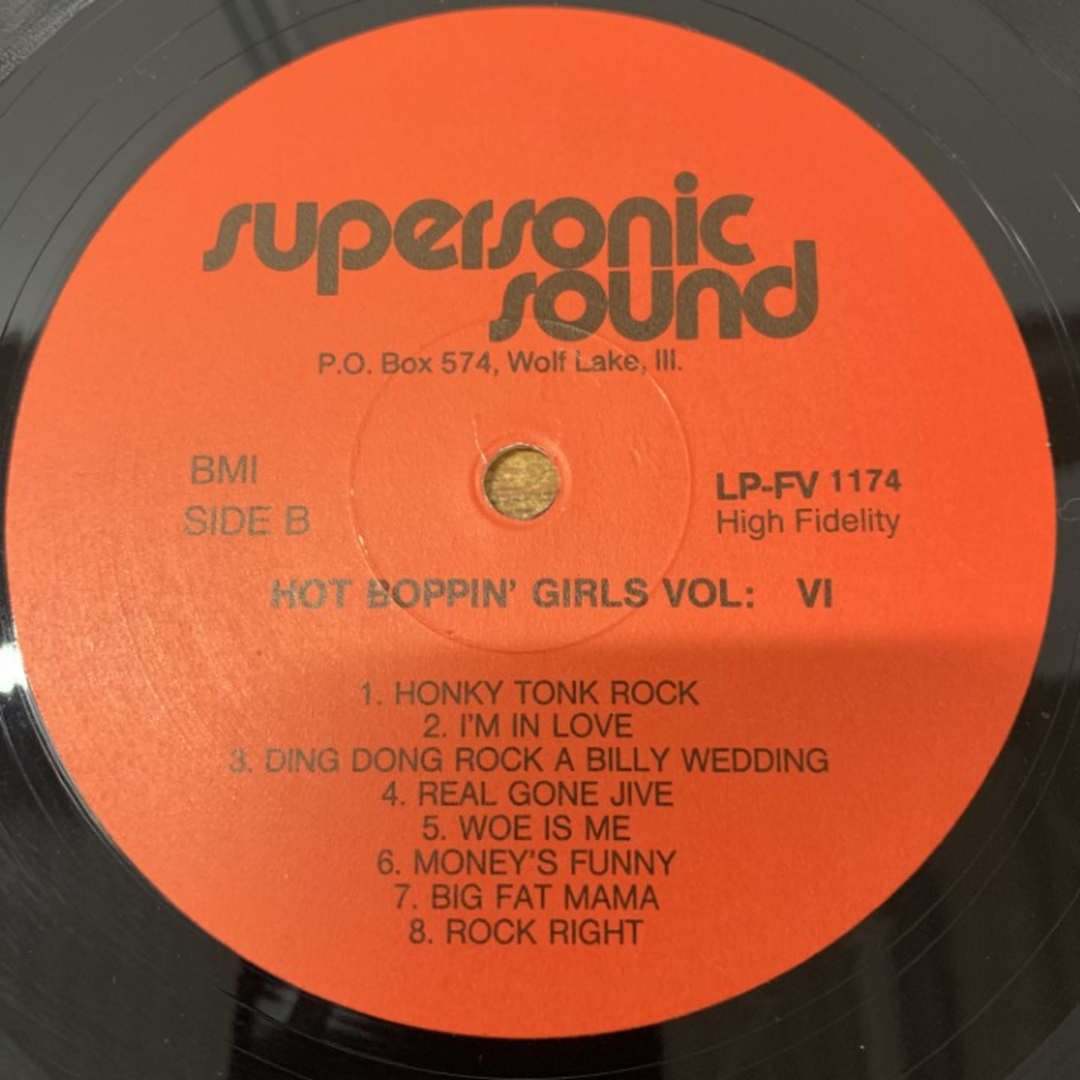 supersonic
sound
P.O. Box 574, Wolf Lake, Ill.
BMI
SIDE B
LP-FV 1174
High Fidelity
HOT BOPPIN' GIRLS VOL: VI
1. HONKY TONK ROCK
2. I'M IN LOVE
3. DING DONG ROCK A BILLY WEDDING
4. REAL GONE JIVE
5. WOE IS ME
6. MONEY'S FUNNY
7. BIG FAT MAMA
8. ROCK RIGHT